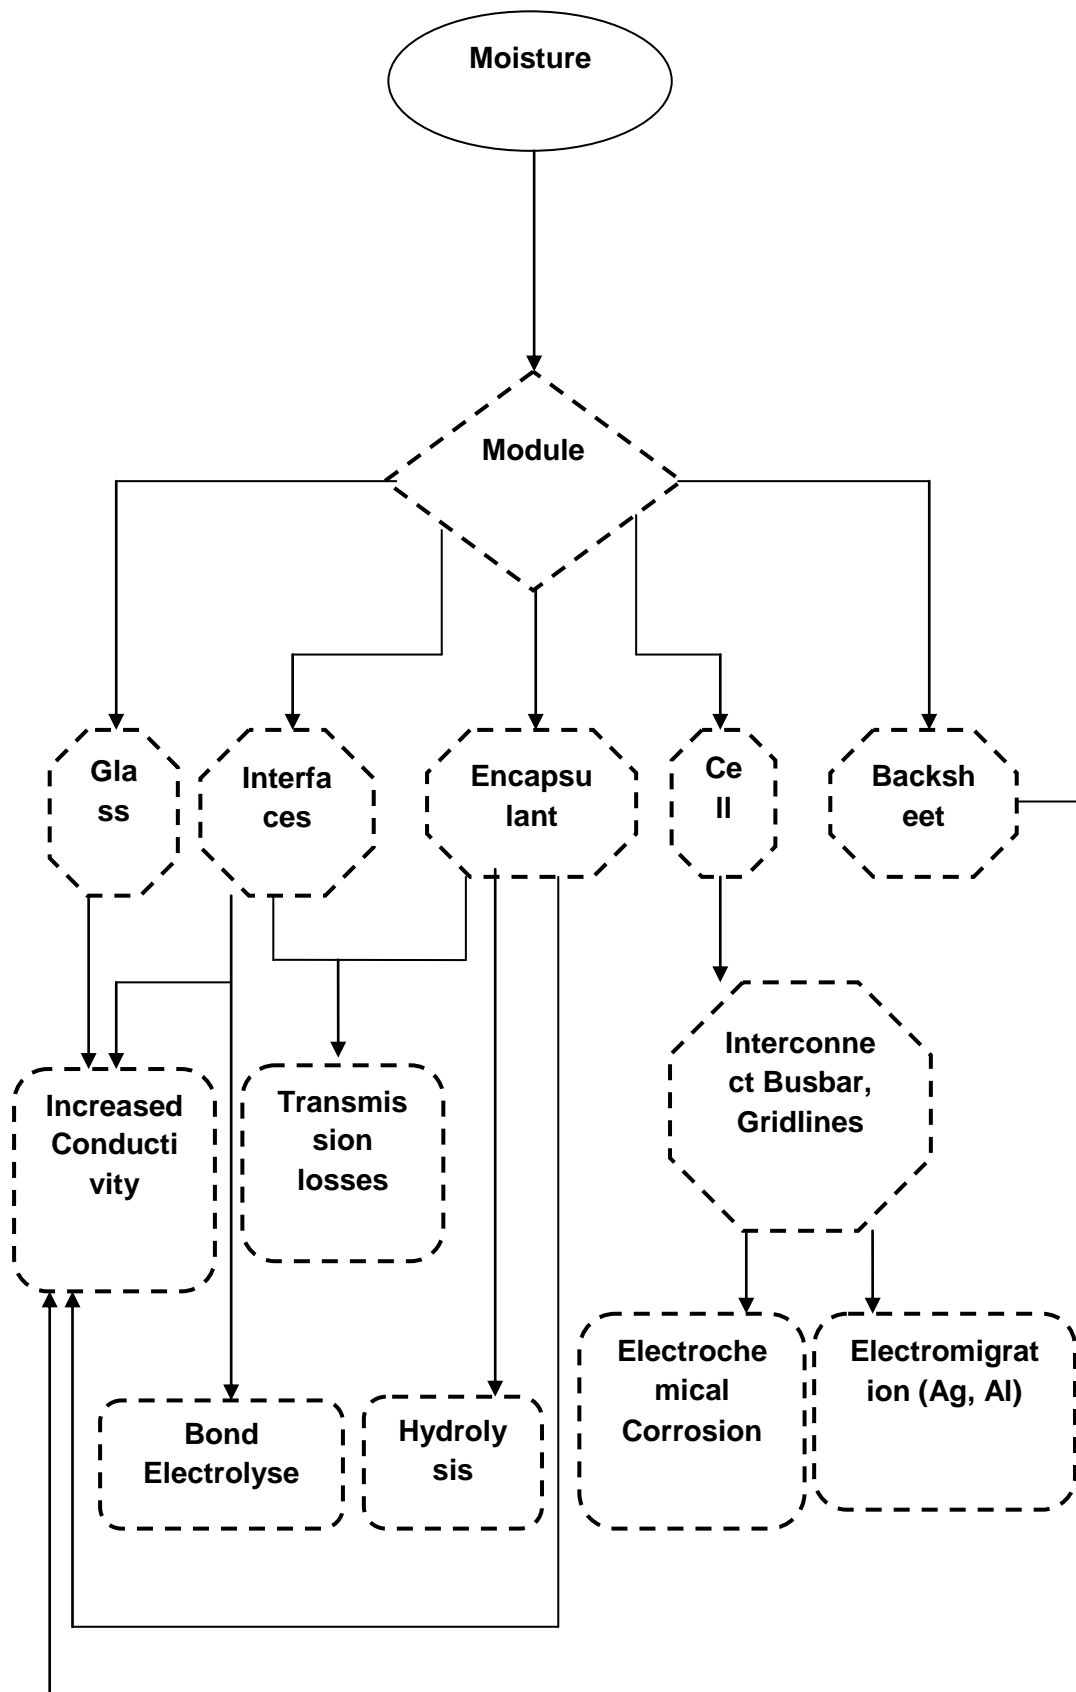 Moisture
Module
Gla
ss
Interfa
ces
Encapsu
lant
Ce
ll
Backsh
eet
Increased
Conducti
vity
Transmis
sion
losses
Interconne
ct Busbar,
Gridlines
Bond
Electrolyse
Hydroly
sis
Electroche
mical
Corrosion
Electromigrat
ion (Ag, Al)